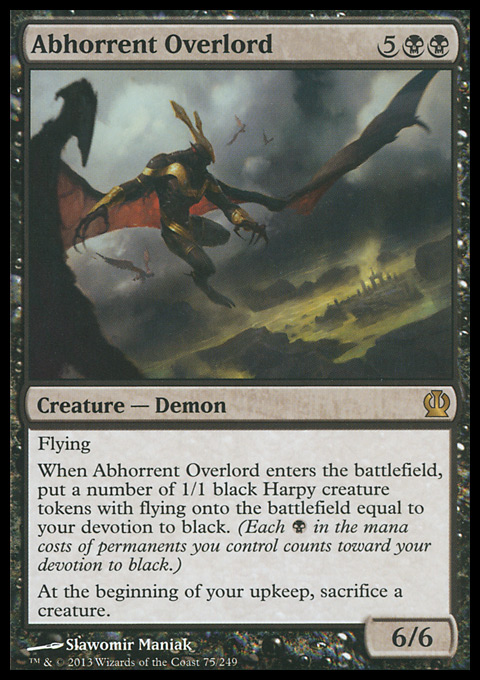 Abhorrent Overlord 5
Creature — Demon
Flying
When Abhorrent Overlord enters the battlefield,
put a number of 1/1 black Harpy creature
tokens with flying onto the battlefield equal to
your devotion to black. (Each in the mana
costs of permanents you control counts toward your
devotion to black.)
At the beginning of your upkeep, sacrifice a
creature.
Slawomir Maniak
6/6
™ & © 2013 Wizards of the Coast 75/249